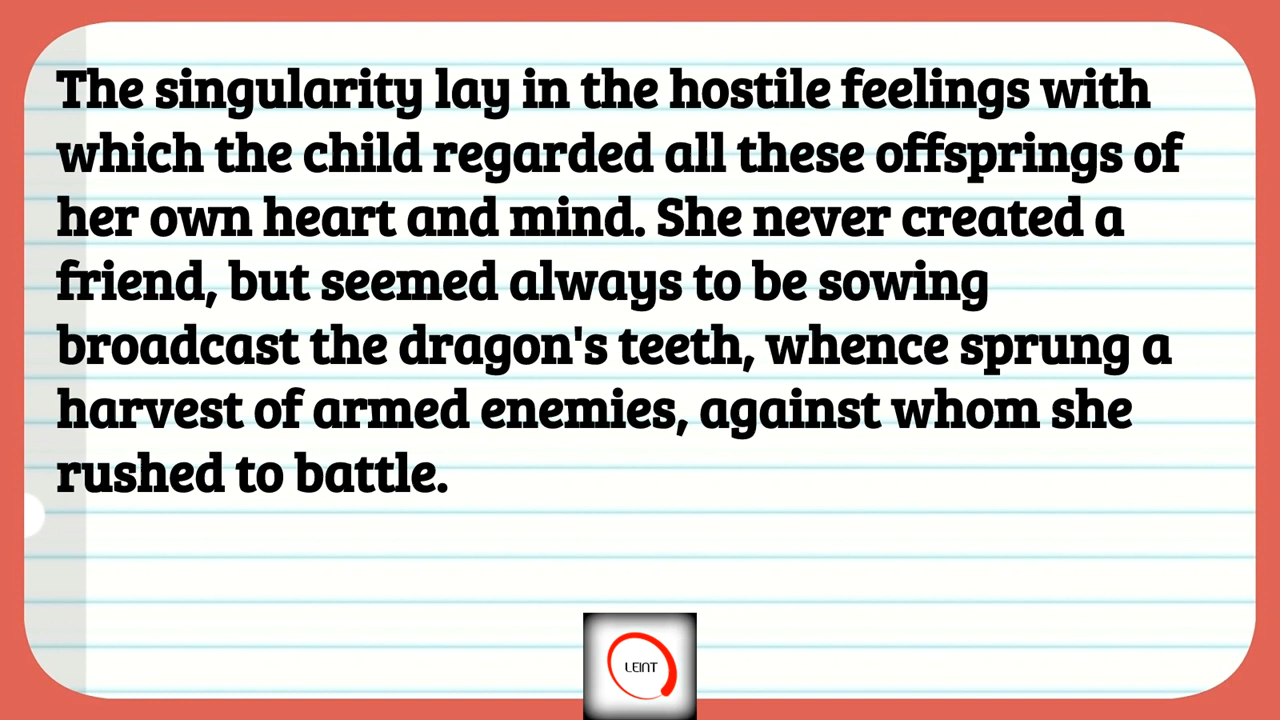 The singularity lay in the hostile feelings with
which the child regarded all these offsprings of
her own heart and mind. She never created a
friend, but seemed always to be sowing
broadcast the dragon's teeth, whence sprung a
harvest of armed enemies, against whom she
rushed to battle.
LEINT